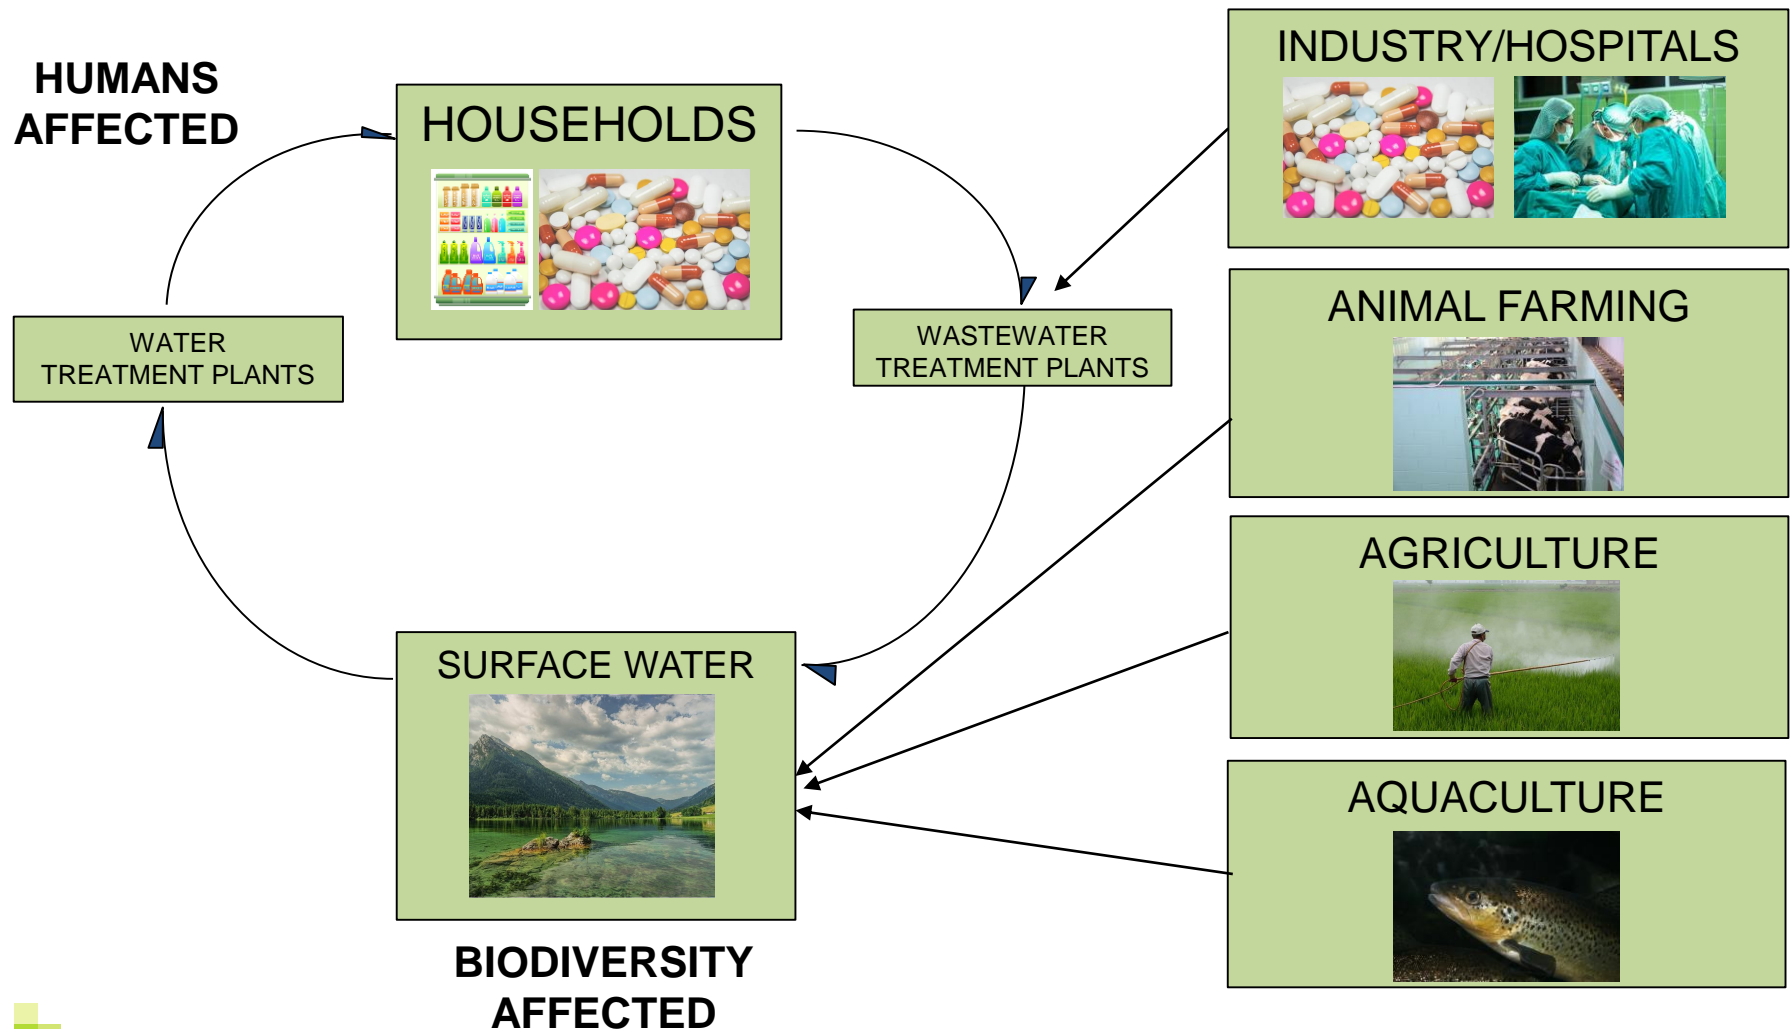 HUMANS
AFFECTED
HOUSEHOLDS
INDUSTRY/HOSPITALS
WATER
TREATMENT PLANTS
WASTEWATER
TREATMENT PLANTS
ANIMAL FARMING
AGRICULTURE
SURFACE WATER
AQUACULTURE
BIODIVERSITY
AFFECTED